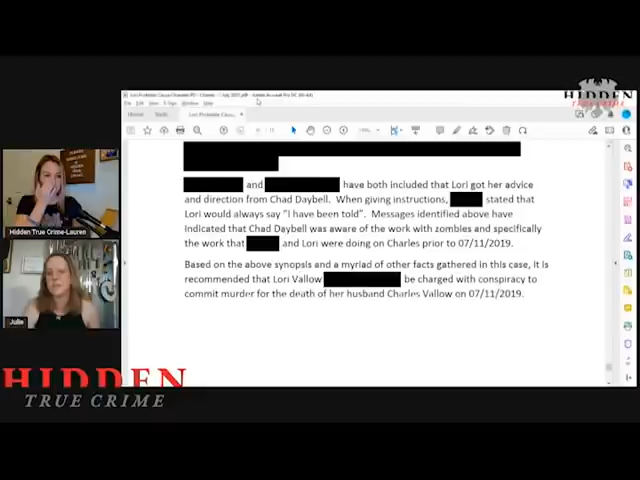 HIDDEN
TRUE CRIME
Home
Tools
have both included that Lori got her advice
and
and direction from Chad Daybell. When giving instructions,
stated that
Lori would always say "I have been told". Messages identified above have
indicated that Chad Daybell was aware of the work with zombies and specifically
the work that
and Lori were doing on Charles prior to 07/11/2019.
Based on the above synopsis and a myriad of other facts gathered in this case, it is
recommended that Lori Vallow
be charged with conspiracy to
commit murder for the death of her husband Charles Vallow on 07/11/2019.
Hidden True Crime-Lauren
Julie
HIDDEN
TRUE CRIME